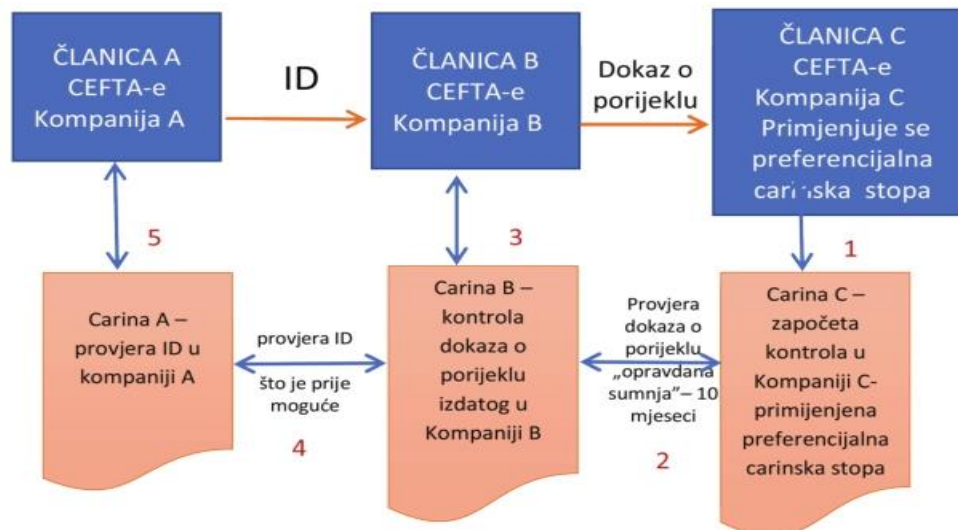 ČLANICA A
CEFTA-e
Kompanija A
ID
ČLANICA B
CEFTA-e
Kompanija B
Dokaz o
porijeklu
ČLANICA C
CEFTA-e
Kompanija C
Primjenjuje se
preferencijalna
carinska stopa
5
3
1
Carina A –
provjera ID u
kompaniji A
provjera ID
što je prije
moguće
4
Carina B –
kontrola
dokaza o
porijeklu
izdatog u
Kompaniji B
Provjera
dokaza o
porijeklu
„opravdana
sumnja”– 10
mjeseci
2
Carina C –
započeta
kontrola u
Kompaniji C-
primijenjena
preferencijalna
carinska stopa